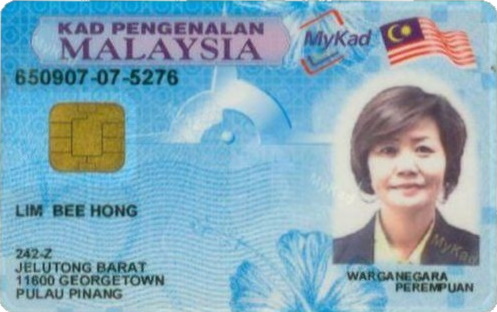 KAD PENGENALAN
MALAYSIA
MyKad
650907-07-5276
MyKad
LIM BEE HONG
MyKad
242-Z
JELUTONG BARAT
11600 GEORGETOWN
PULAU PINANG
WARGANEGARA
PEREMPUAN